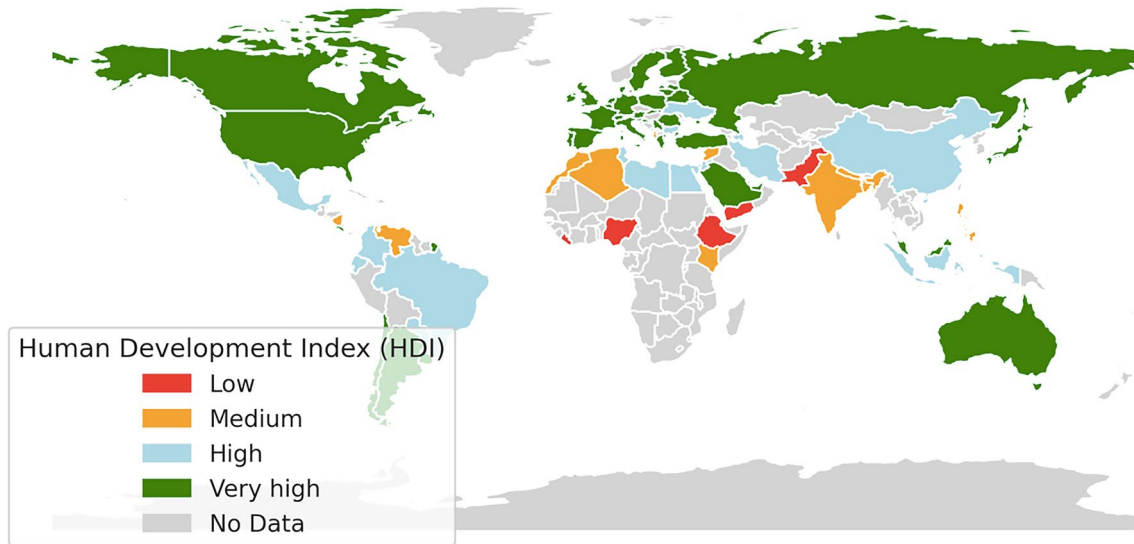 Human Development Index (HDI)
Low
Medium
High
Very high
No Data